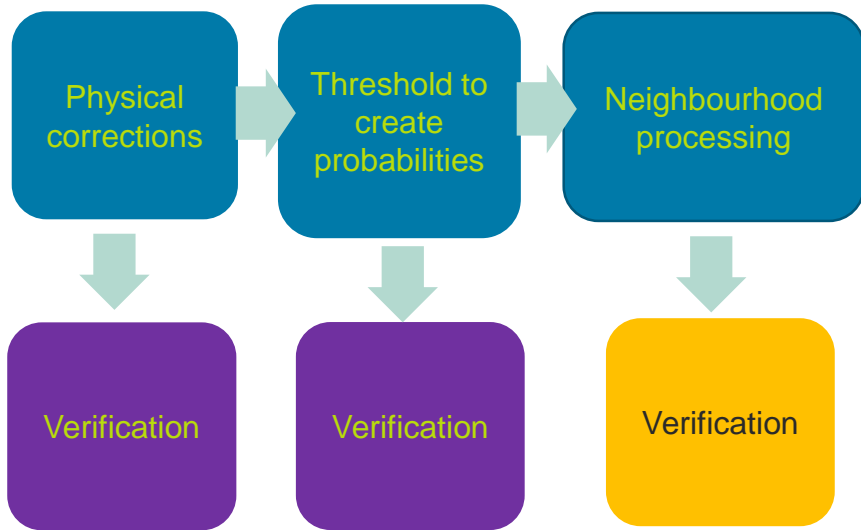 Physical
corrections
Threshold to
create
probabilities
Neighbourhood
processing
Verification
Verification
Verification